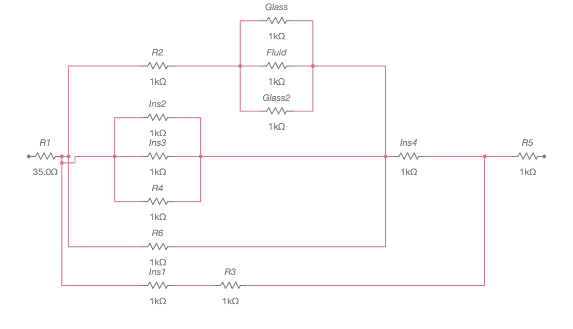 Glass
1kΩ
R2
Fluid
1kΩ
1kΩ
Glass2
Ins2
1kΩ
1kΩ
R1
Ins3
Ins4
R5
35.0Ω
1kΩ
1kΩ
1kΩ
R4
1kΩ
R6
1kΩ
Ins1
R3
1kΩ
1kΩ